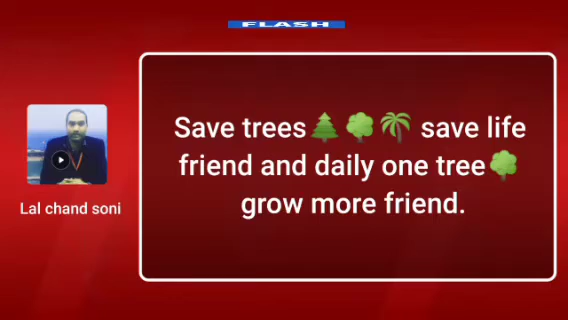 FLASH
Save trees🌲🌳🌴 save life
friend and daily one tree🌳
grow more friend.
Lal chand soni